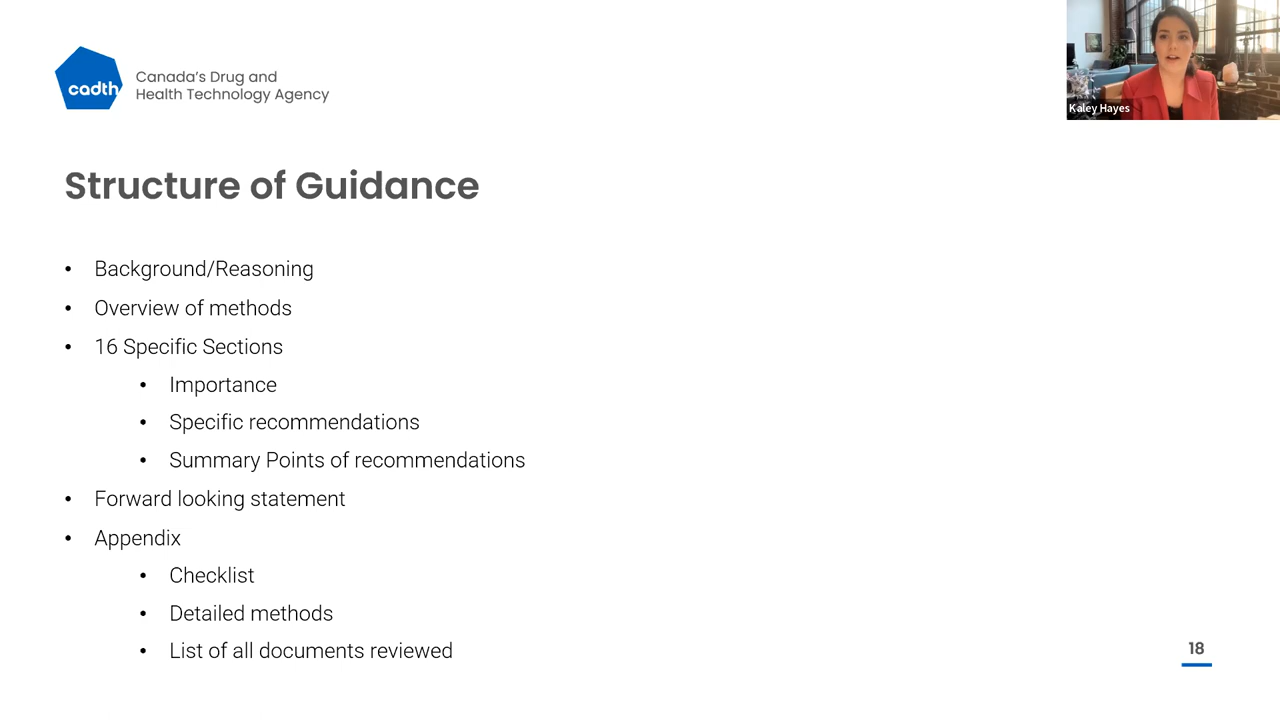 cadth
Canada's Drug and
Health Technology Agency
Kaley Hayes
Structure of Guidance
• Background/Reasoning
• Overview of methods
• 16 Specific Sections
• Importance
• Specific recommendations
• Summary Points of recommendations
• Forward looking statement
• Appendix
• Checklist
• Detailed methods
• List of all documents reviewed
18